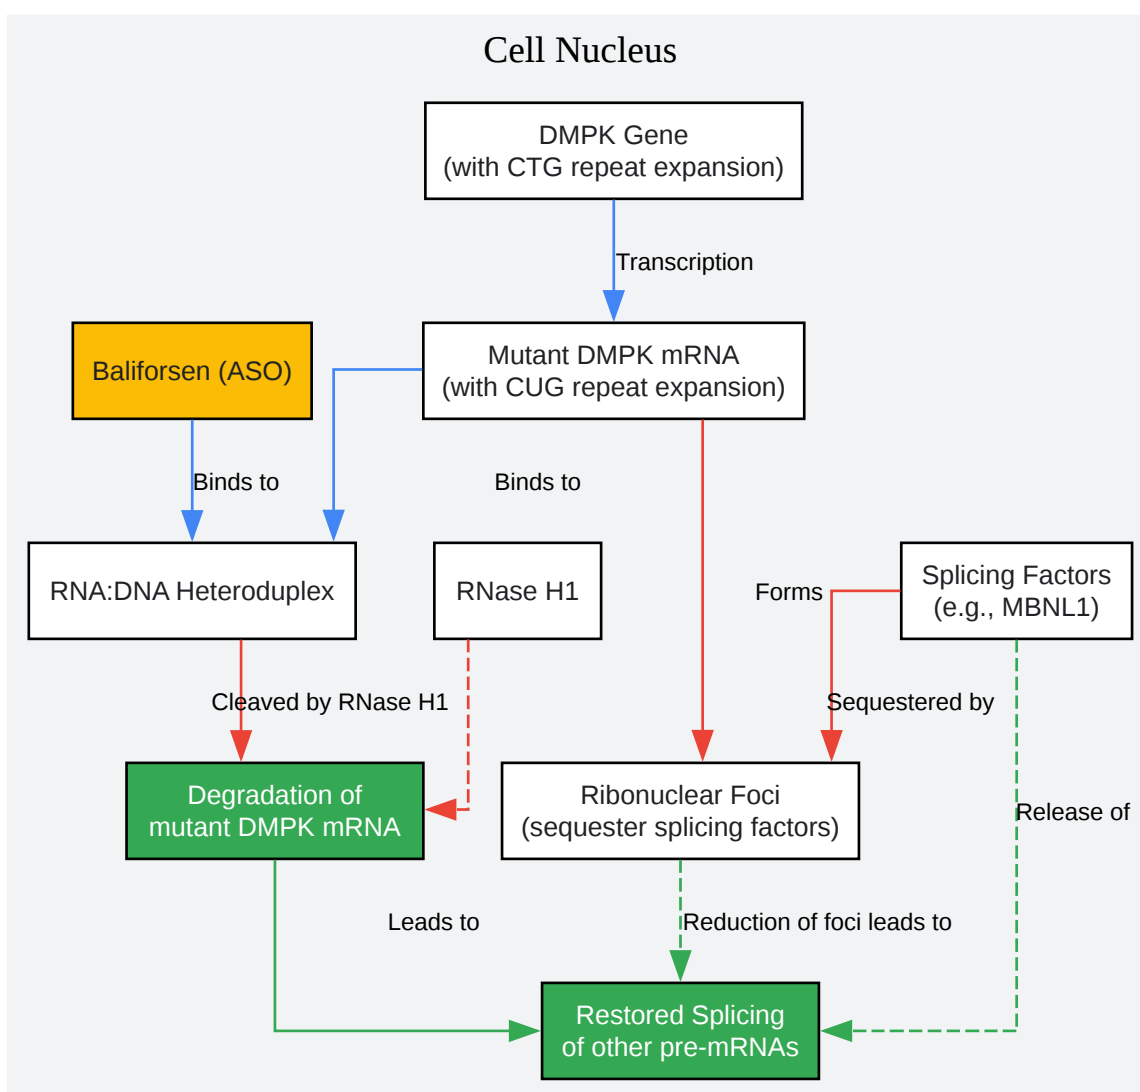 Cell Nucleus
DMPK Gene
(with CTG repeat expansion)
Transcription
Baliforsen (ASO)
Mutant DMPK mRNA
(with CUG repeat expansion)
Binds to
Binds to
RNA:DNA Heteroduplex
RNase H1
Forms
Splicing Factors
(e.g., MBNL1)
Cleaved by RNase H1
Sequestered by
Degradation of
mutant DMPK mRNA
Ribonuclear Foci
(sequester splicing factors)
Release of
Leads to
Reduction of foci leads to
Restored Splicing
of other pre-mRNAs